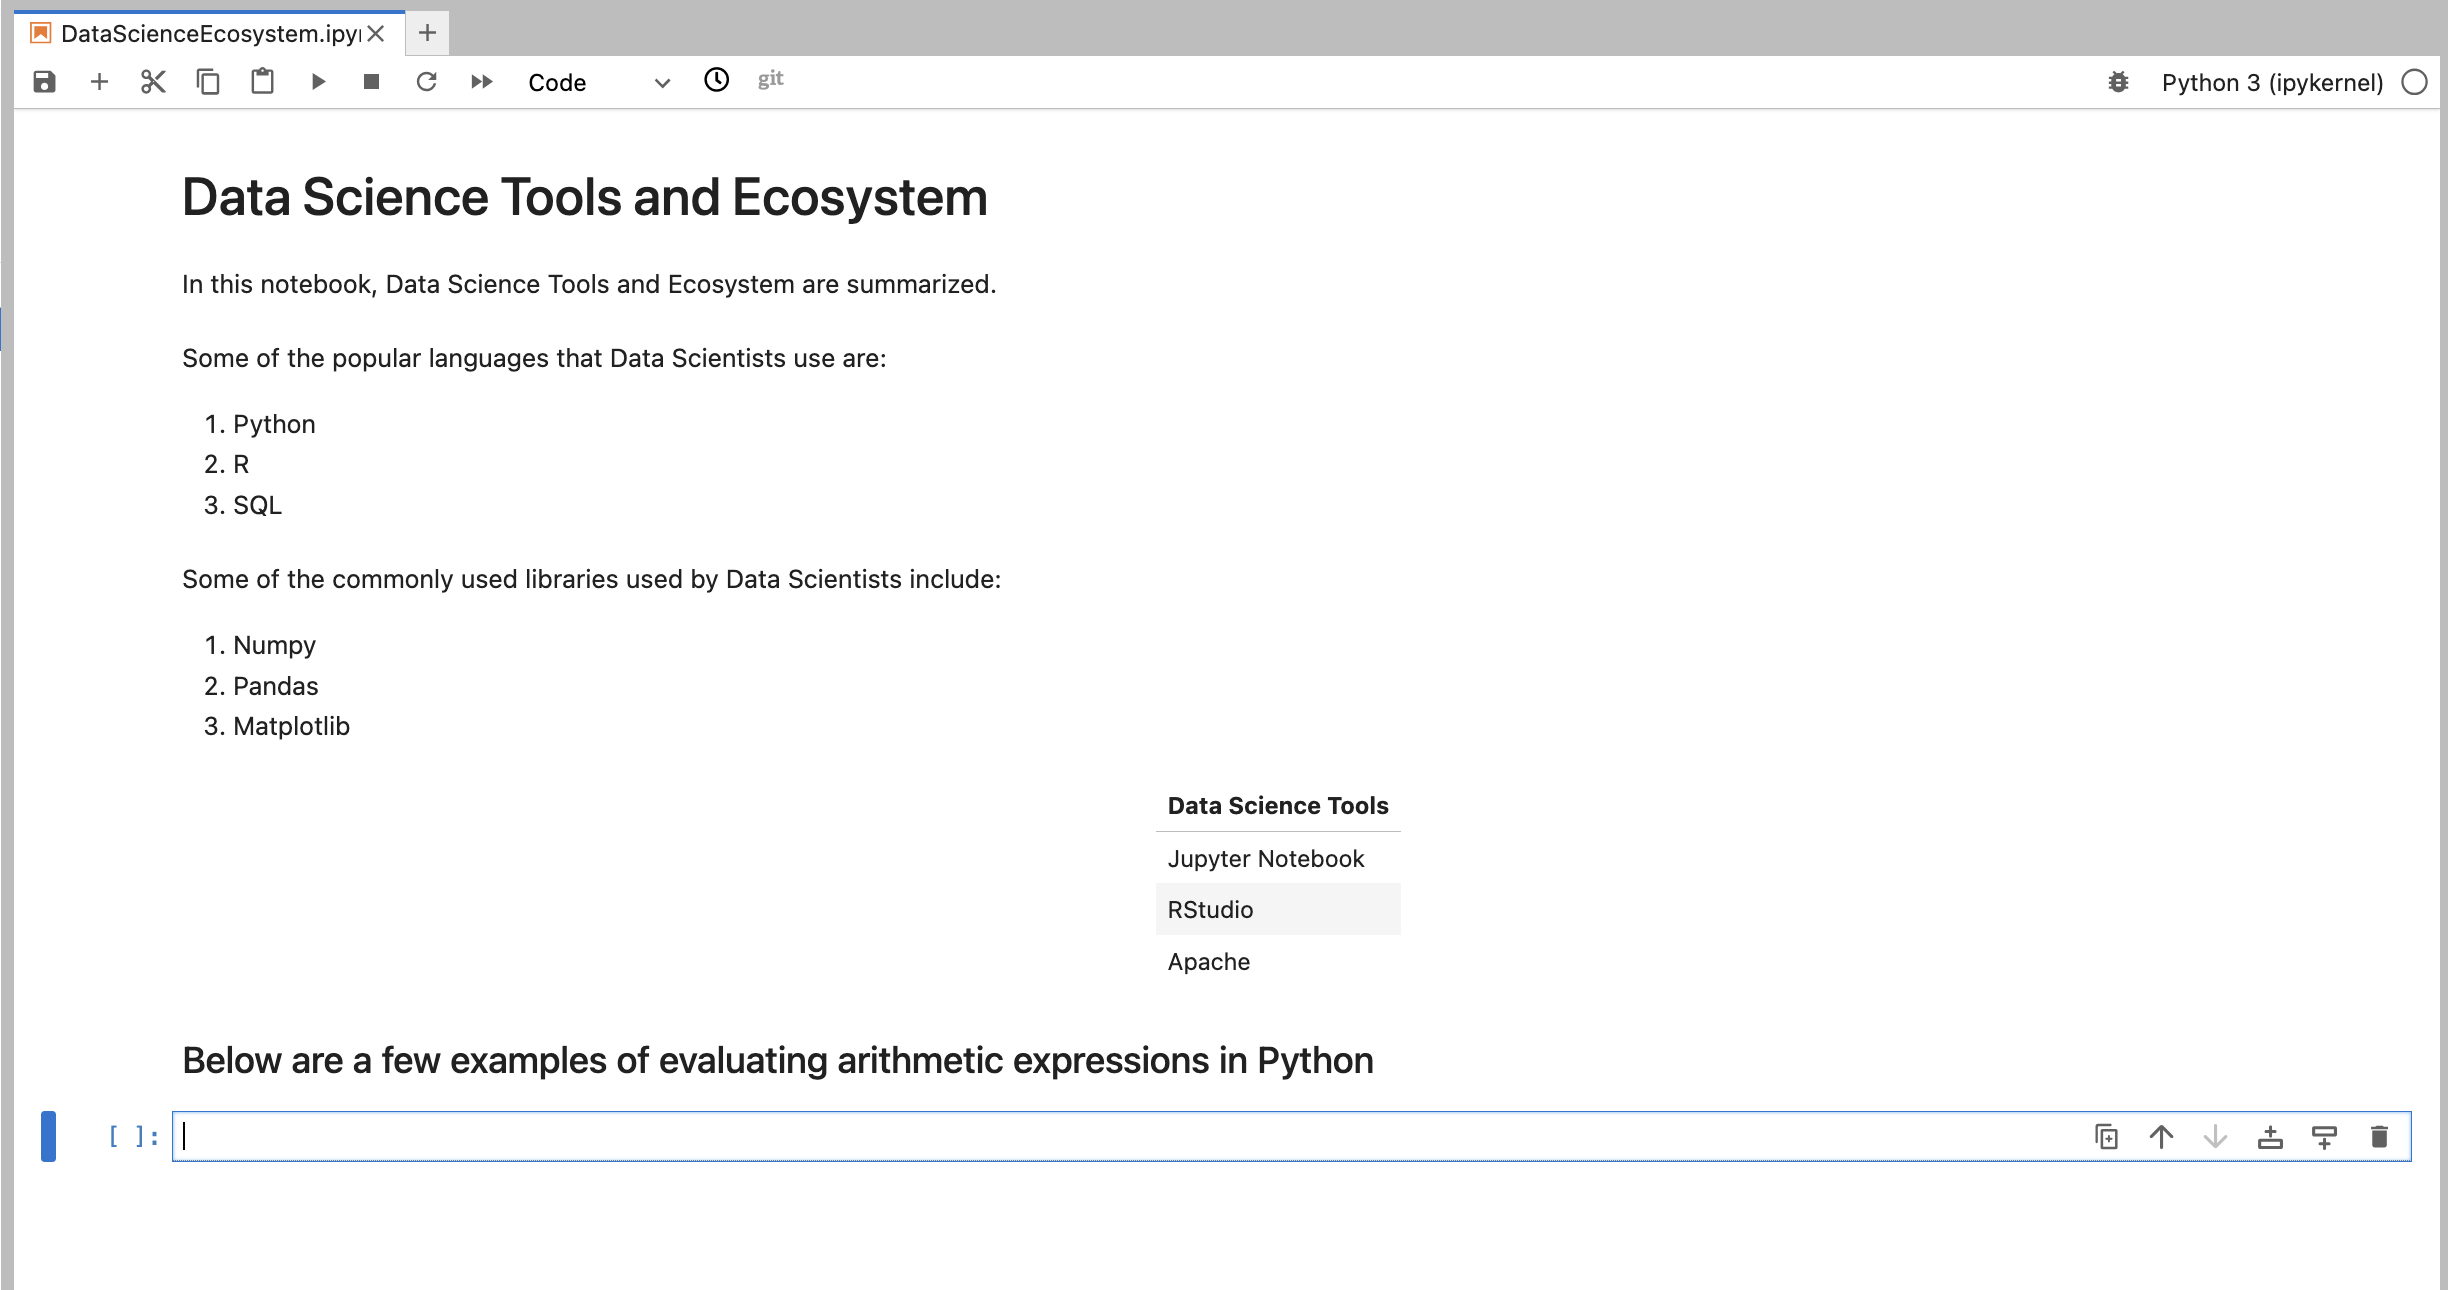 DataScienceEcosystem.ipy
Code
git
Python 3 (ipykernel)
Data Science Tools and Ecosystem
In this notebook, Data Science Tools and Ecosystem are summarized.
Some of the popular languages that Data Scientists use are:
1. Python
2. R
3. SQL
Some of the commonly used libraries used by Data Scientists include:
1. Numpy
2. Pandas
3. Matplotlib
Data Science Tools
Jupyter Notebook
RStudio
Apache
Below are a few examples of evaluating arithmetic expressions in Python
[ ]: